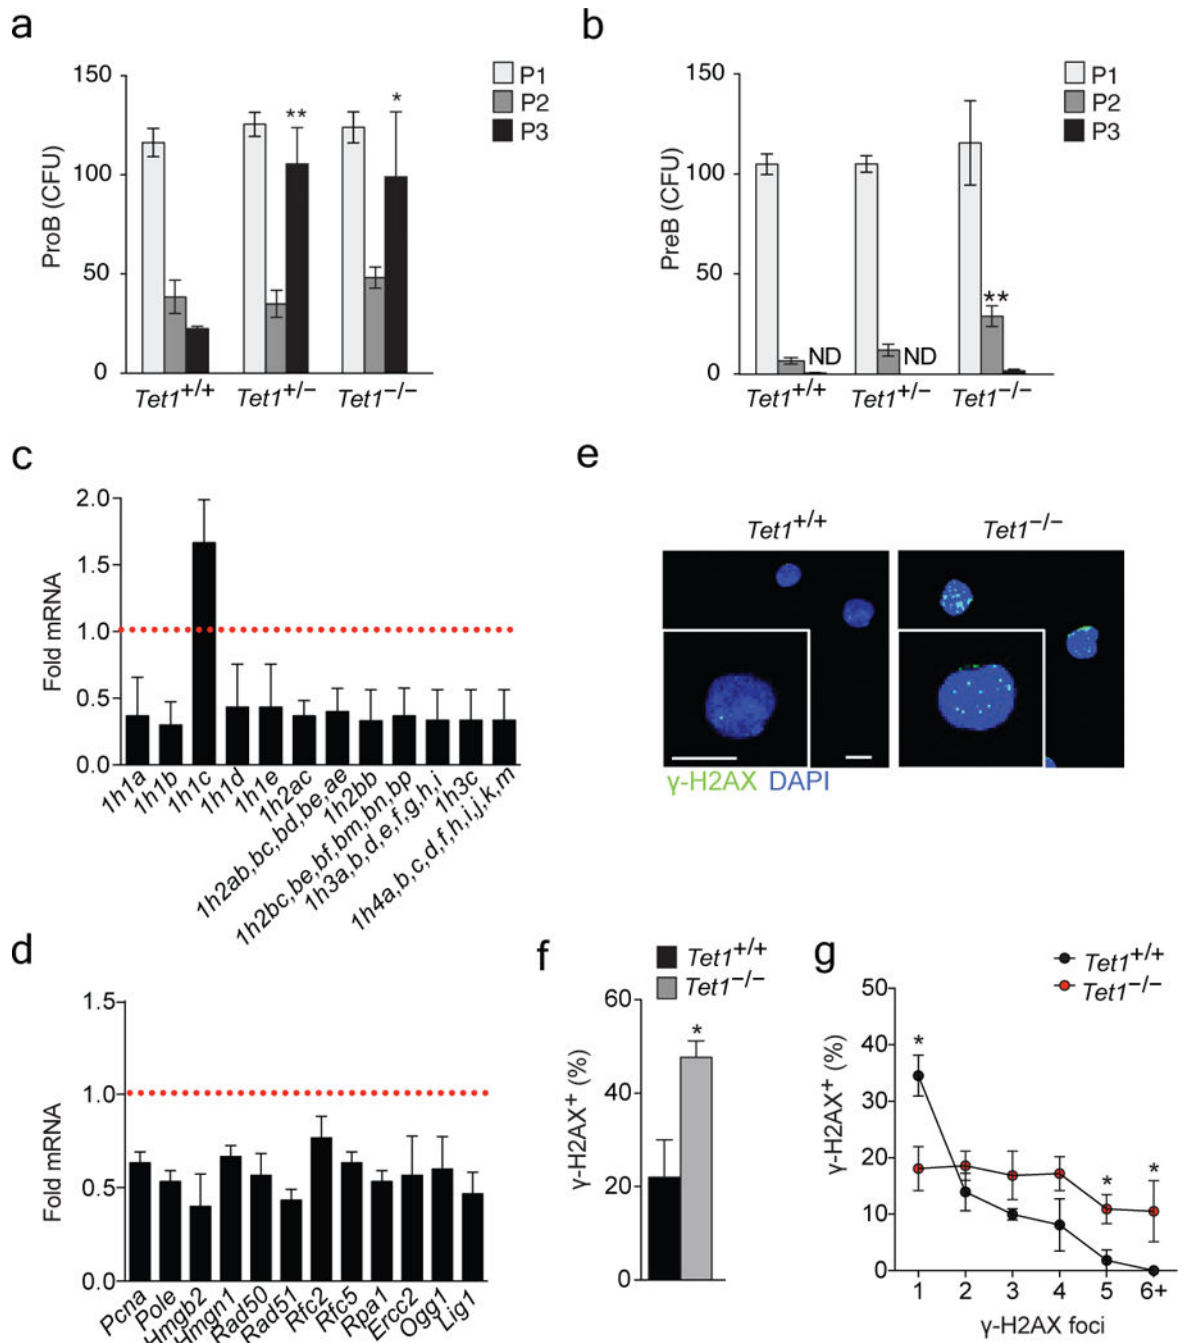 a
ProB (CFU)
150
100
50
0
P1
P2
P3
**
*
Tet1+/+ Tet1+/− Tet1−/−
b
PreB (CFU)
150
100
50
0
P1
P2
P3
ND
ND
**
Tet1+/+ Tet1+/− Tet1−/−
c
Fold mRNA
2.0
1.5
1.0
0.5
0.0
1h1a
1h1b
1h1c
1h1d
1h1e
1h2ac
1h2ab,bc,bd,be,ae
1h2bb
1h2bc,be,bf,bm,bn,bp
1h3a,b,d,e,f,g,h,i
1h3c
1h4a,b,c,d,f,h,i,j,k,m
e
Tet1+/+ Tet1−/−
γ-H2AX DAPI
d
Fold mRNA
1.5
1.0
0.5
0.0
Pcna
Pole
Hmgb2
Hmgn1
Rad50
Rad51
Rfc2
Rfc5
Rpa1
Ercc2
Ogg1
Lig1
f
Tet1+/+
Tet1−/−
γ-H2AX+ (%)
60
40
20
0
*
g
Tet1+/+
Tet1−/−
γ-H2AX+ (%)
50
40
30
20
10
0
*
*
*
1 2 3 4 5 6+
γ-H2AX foci